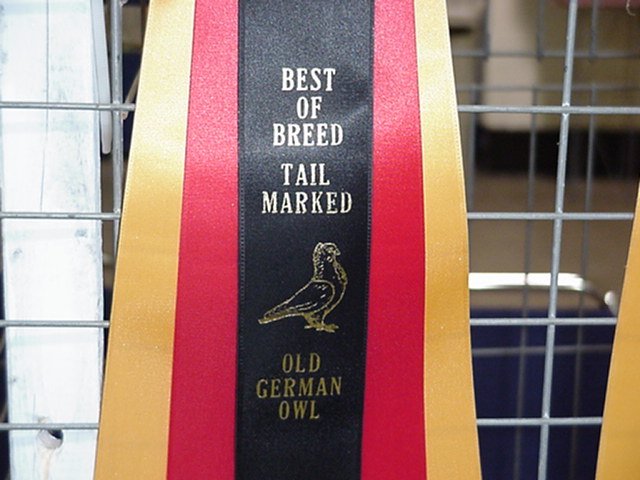 BEST
OF
BREED
TAIL
MARKED
OLD
GERMAN
OWL